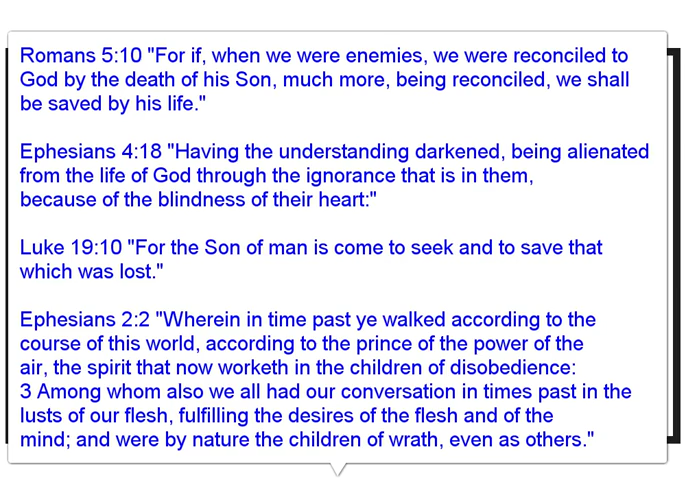 Romans 5:10 "For if, when we were enemies, we were reconciled to
God by the death of his Son, much more, being reconciled, we shall
be saved by his life."
Ephesians 4:18 "Having the understanding darkened, being alienated
from the life of God through the ignorance that is in them,
because of the blindness of their heart:"
Luke 19:10 "For the Son of man is come to seek and to save that
which was lost."
Ephesians 2:2 "Wherein in time past ye walked according to the
course of this world, according to the prince of the power of the
air, the spirit that now worketh in the children of disobedience:
3 Among whom also we all had our conversation in times past in the
lusts of our flesh, fulfilling the desires of the flesh and of the
mind; and were by nature the children of wrath, even as others."